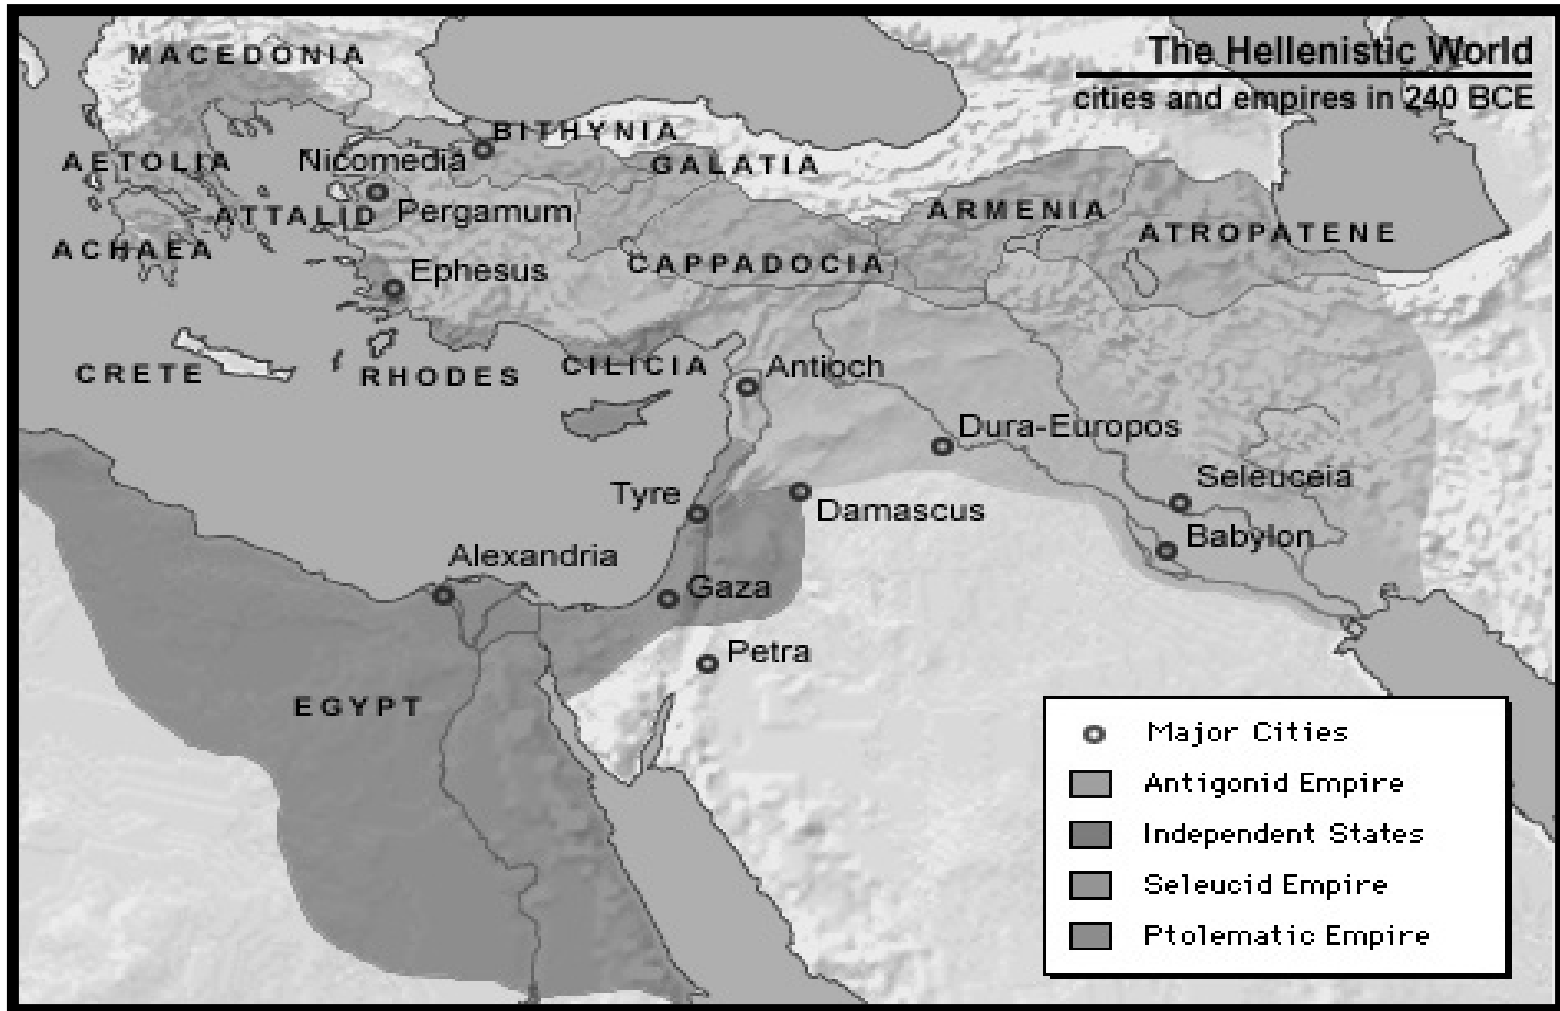 The Hellenistic World
cities and empires in 240 BCE
MACEDONIA
BITHYNIA
AETOLIA
Nicomedia
GALATIA
ATTALID
Pergamum
ARMENIA
ATROPATENE
ACHAEA
Ephesus
CAPPADOCIA
CRETE
RHODES
CILICIA
Antioch
Dura-Europos
Seleuceia
Tyre
Damascus
Babylon
Alexandria
Gaza
Petra
EGYPT
Major Cities
Antigonid Empire
Independent States
Seleucid Empire
Ptolematic Empire